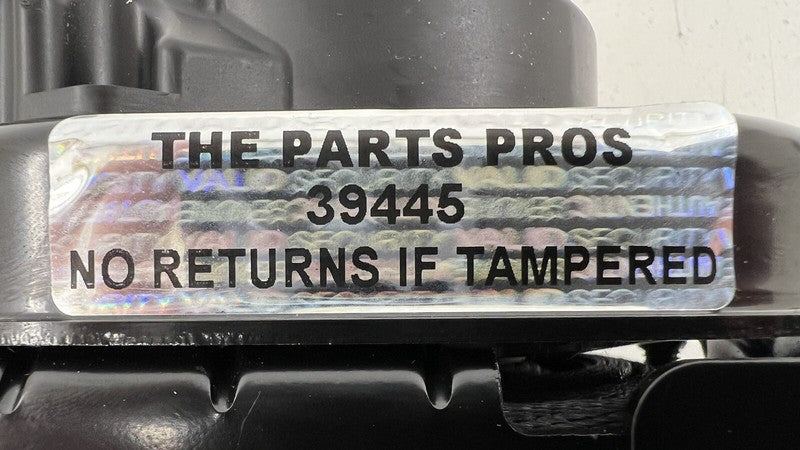 THE PARTS PROS
39445
NO RETURNS IF TAMPERED